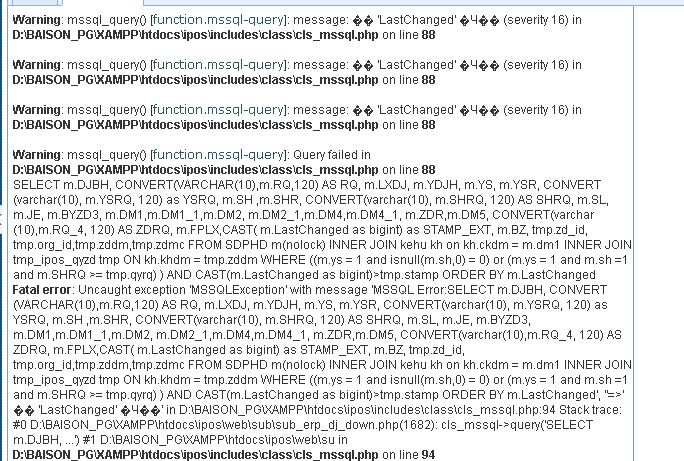 Warning: mssql_query() [function.mssql-query]: message: �� 'LastChanged' �Ч�� (severity 16) in
D:\BAISON_PG\XAMPP\htdocs\ipos\includes\class\cls_mssql.php on line 88
Warning: mssql_query() [function.mssql-query]: message: �� 'LastChanged' �Ч�� (severity 16) in
D:\BAISON_PG\XAMPP\htdocs\ipos\includes\class\cls_mssql.php on line 88
Warning: mssql_query() [function.mssql-query]: message: �� 'LastChanged' �Ч�� (severity 16) in
D:\BAISON_PG\XAMPP\htdocs\ipos\includes\class\cls_mssql.php on line 88
Warning: mssql_query() [function.mssql-query]: Query failed in
D:\BAISON_PG\XAMPP\htdocs\ipos\includes\class\cls_mssql.php on line 88
SELECT m.DJBH, CONVERT(VARCHAR(10),m.RQ,120) AS RQ, m.LXDJ, m.YDJH, m.YS, m.YSR, CONVERT
(varchar(10), m.YSRQ, 120) as YSRQ, m.SH ,m.SHR, CONVERT(varchar(10), m.SHRQ, 120) AS SHRQ, m.SL,
m.JE, m.BYZD3, m.DM1,m.DM1_1,m.DM2, m.DM2_1,m.DM4,m.DM4_1, m.ZDR,m.DM5, CONVERT(varchar
(10),m.RQ_4, 120) AS ZDRQ, m.FPLX,CAST( m.LastChanged as bigint) as STAMP_EXT, m.BZ, tmp.zd_id,
tmp.org_id,tmp.zddm,tmp.zdmc FROM SDPHD m(nolock) INNER JOIN kehu kh on kh.ckdm = m.dm1 INNER JOIN
tmp_ipos_qyzd tmp ON kh.khdm = tmp.zddm WHERE ((m.ys = 1 and isnull(m.sh,0) = 0) or (m.ys = 1 and m.sh =1
and m.SHRQ >= tmp.qyrq) ) AND CAST(m.LastChanged as bigint)>tmp.stamp ORDER BY m.LastChanged
Fatal error: Uncaught exception 'MSSQLException' with message 'MSSQL Error:SELECT m.DJBH, CONVERT
(VARCHAR(10),m.RQ,120) AS RQ, m.LXDJ, m.YDJH, m.YS, m.YSR, CONVERT(varchar(10), m.YSRQ, 120) as
YSRQ, m.SH ,m.SHR, CONVERT(varchar(10), m.SHRQ, 120) AS SHRQ, m.SL, m.JE, m.BYZD3,
m.DM1,m.DM1_1,m.DM2, m.DM2_1,m.DM4,m.DM4_1, m.ZDR,m.DM5, CONVERT(varchar(10),m.RQ_4, 120) AS
ZDRQ, m.FPLX,CAST( m.LastChanged as bigint) as STAMP_EXT, m.BZ, tmp.zd_id,
tmp.org_id,tmp.zddm,tmp.zdmc FROM SDPHD m(nolock) INNER JOIN kehu kh on kh.ckdm = m.dm1 INNER JOIN
tmp_ipos_qyzd tmp ON kh.khdm = tmp.zddm WHERE ((m.ys = 1 and isnull(m.sh,0) = 0) or (m.ys = 1 and m.sh =1
and m.SHRQ >= tmp.qyrq) ) AND CAST(m.LastChanged as bigint)>tmp.stamp ORDER BY m.LastChanged', ''=>'
�� 'LastChanged' �Ч��' in D:\BAISON_PG\XAMPP\htdocs\ipos\includes\class\cls_mssql.php:94 Stack trace:
#0 D:\BAISON_PG\XAMPP\htdocs\ipos\web\sub\sub_erp_dj_down.php(1682): cls_mssql->query('SELECT
m.DJBH, ...') #1 D:\BAISON_PG\XAMPP\htdocs\ipos\web\su in
D:\BAISON_PG\XAMPP\htdocs\ipos\includes\class\cls_mssql.php on line 94